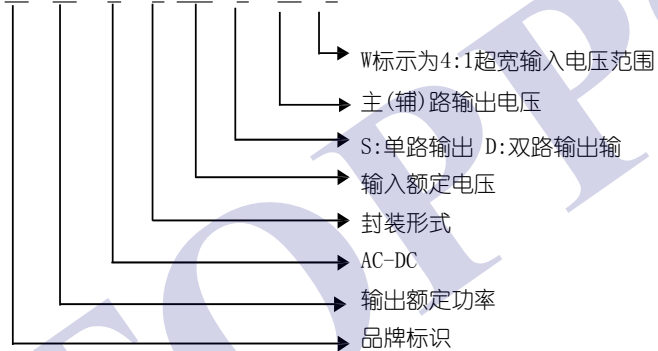 W标示为4:1超宽输入电压范围
主(辅)路输出电压
S:单路输出 D:双路输出输
输入额定电压
封装形式
AC-DC
输出额定功率
品牌标识